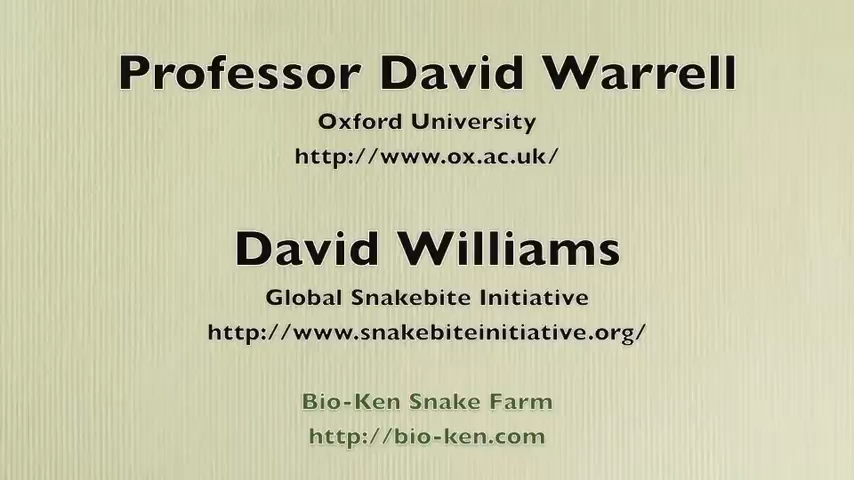 Professor David Warrell
Oxford University
http://www.ox.ac.uk/
David Williams
Global Snakebite Initiative
http://www.snakebiteinitiative.org/
Bio-Ken Snake Farm
http://bio-ken.com